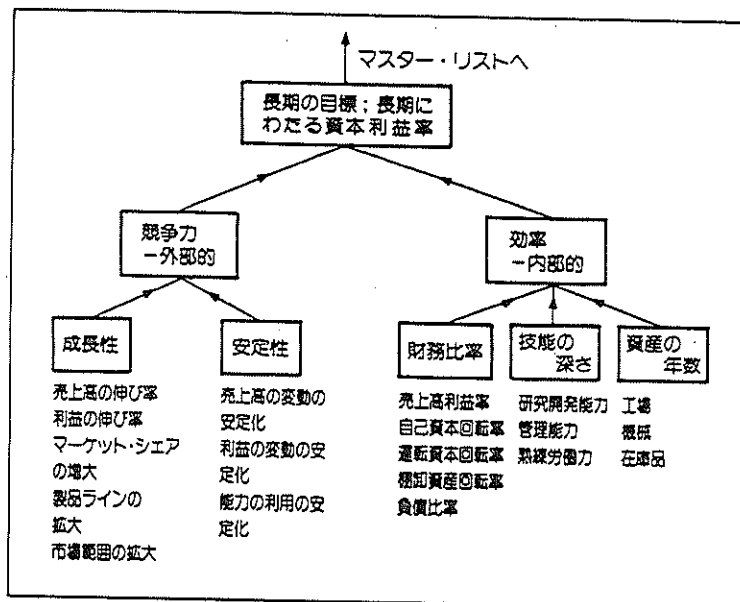 マスター・リストへ
長期の目標；長期に
わたる資本利益率
競争力
－外部的
効率
－内部的
成長性
売上高の伸び率
利益の伸び率
マーケット・シェア
の増大
製品ラインの
拡大
市場範囲の拡大
安定性
売上高の変動の
安定化
利益の変動の安
定化
能力の利用の安
定化
財務比率
売上高利益率
自己資本回転率
運転資本回転率
棚卸資産回転率
負債比率
技能の
深さ
研究開発能力
管理能力
熟練労働力
資産の
年数
工場
機械
在庫品